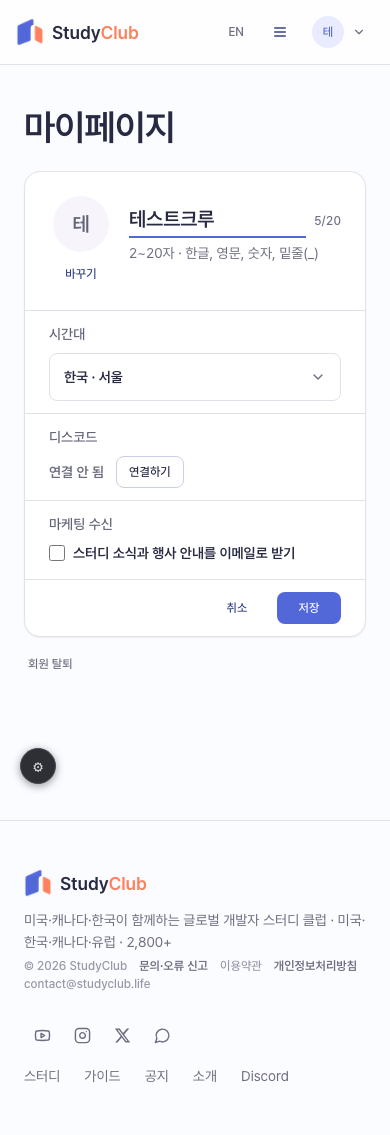 StudyClub
EN
테
마이페이지
테
테스트크루
5/20
2~20자 · 한글, 영문, 숫자, 밑줄(_)
바꾸기
시간대
한국 · 서울
디스코드
연결 안 됨
연결하기
마케팅 수신
스터디 소식과 행사 안내를 이메일로 받기
취소
저장
회원 탈퇴
StudyClub
미국·캐나다·한국이 함께하는 글로벌 개발자 스터디 클럽 · 미국·
한국·캐나다·유럽 · 2,800+
© 2026 StudyClub 문의·오류 신고 이용약관 개인정보처리방침
contact@studyclub.life
스터디 가이드 공지 소개 Discord